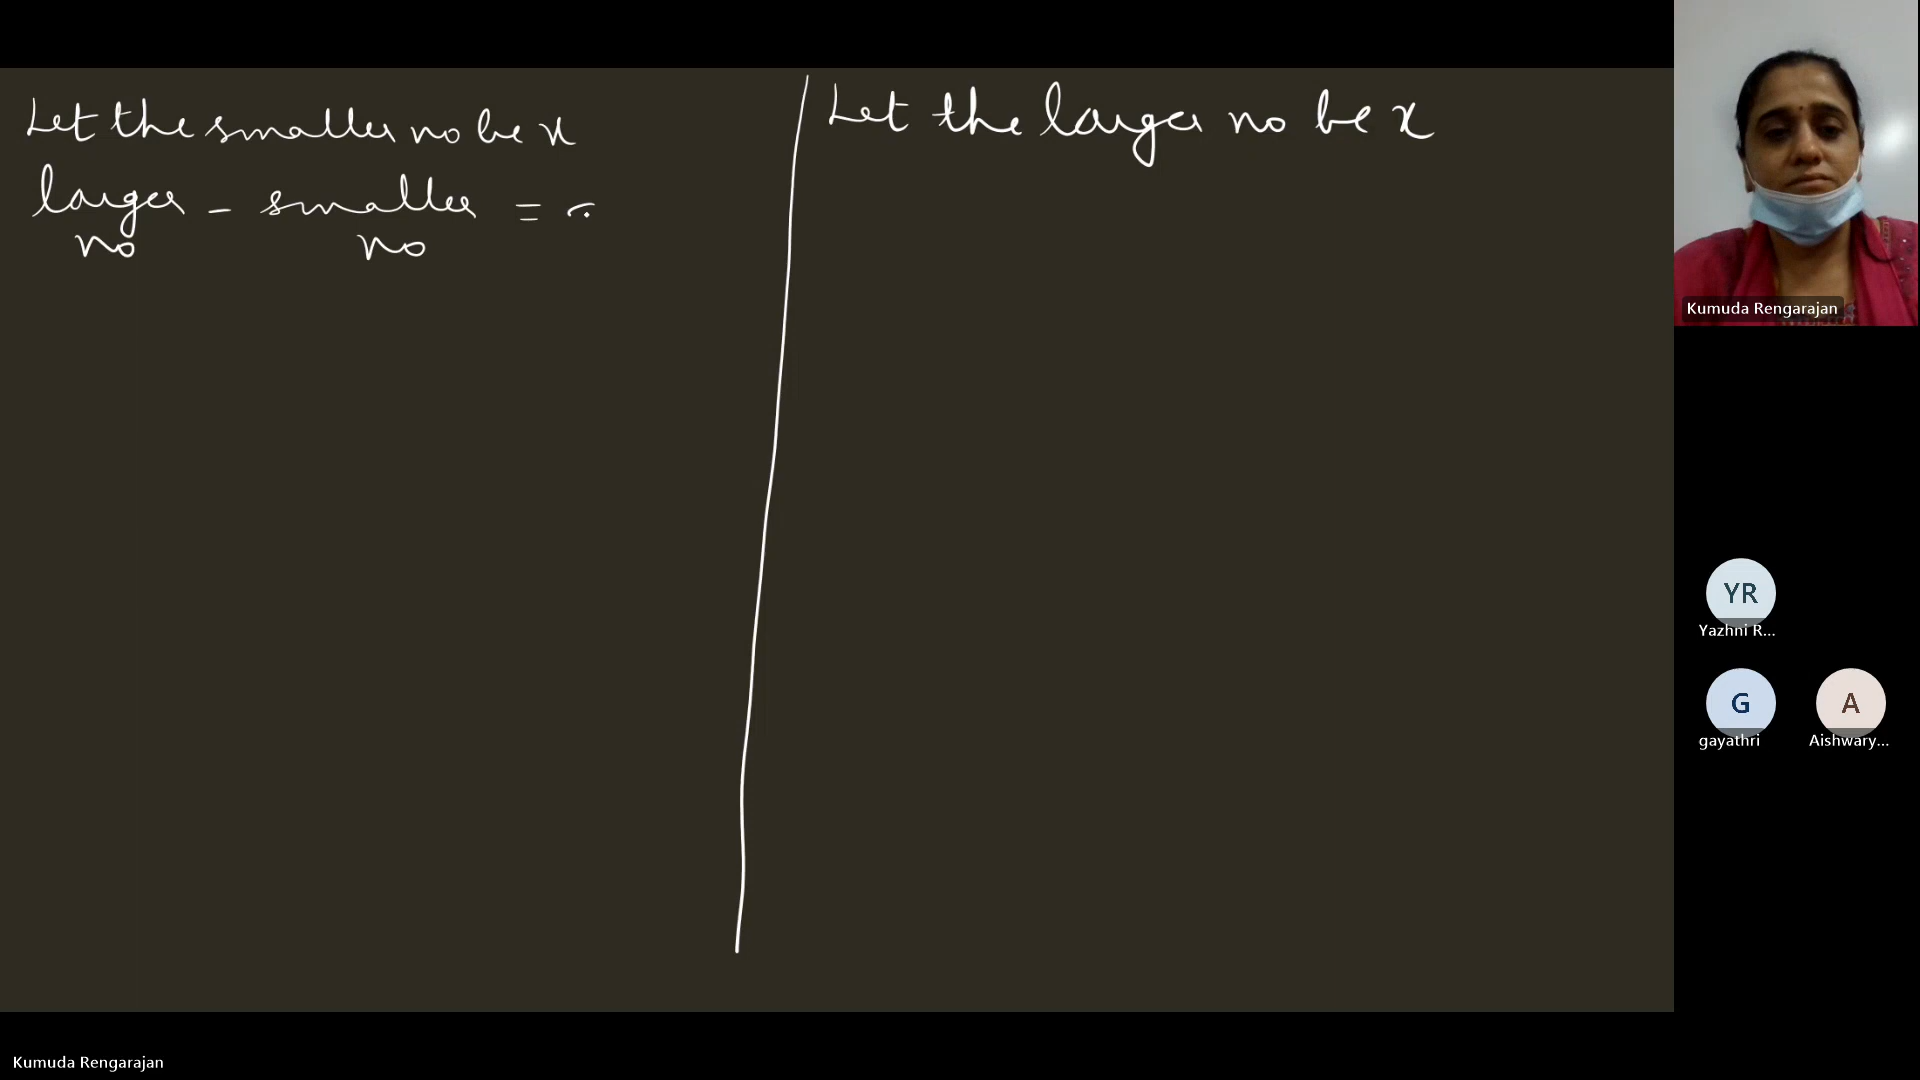 Let the smaller no be x
larger - smaller =
no no
Let the larger no be x
Kumuda Rengarajan
YR
Yazhni R...
G
A
gayathri
Aishwary...
Kumuda Rengarajan